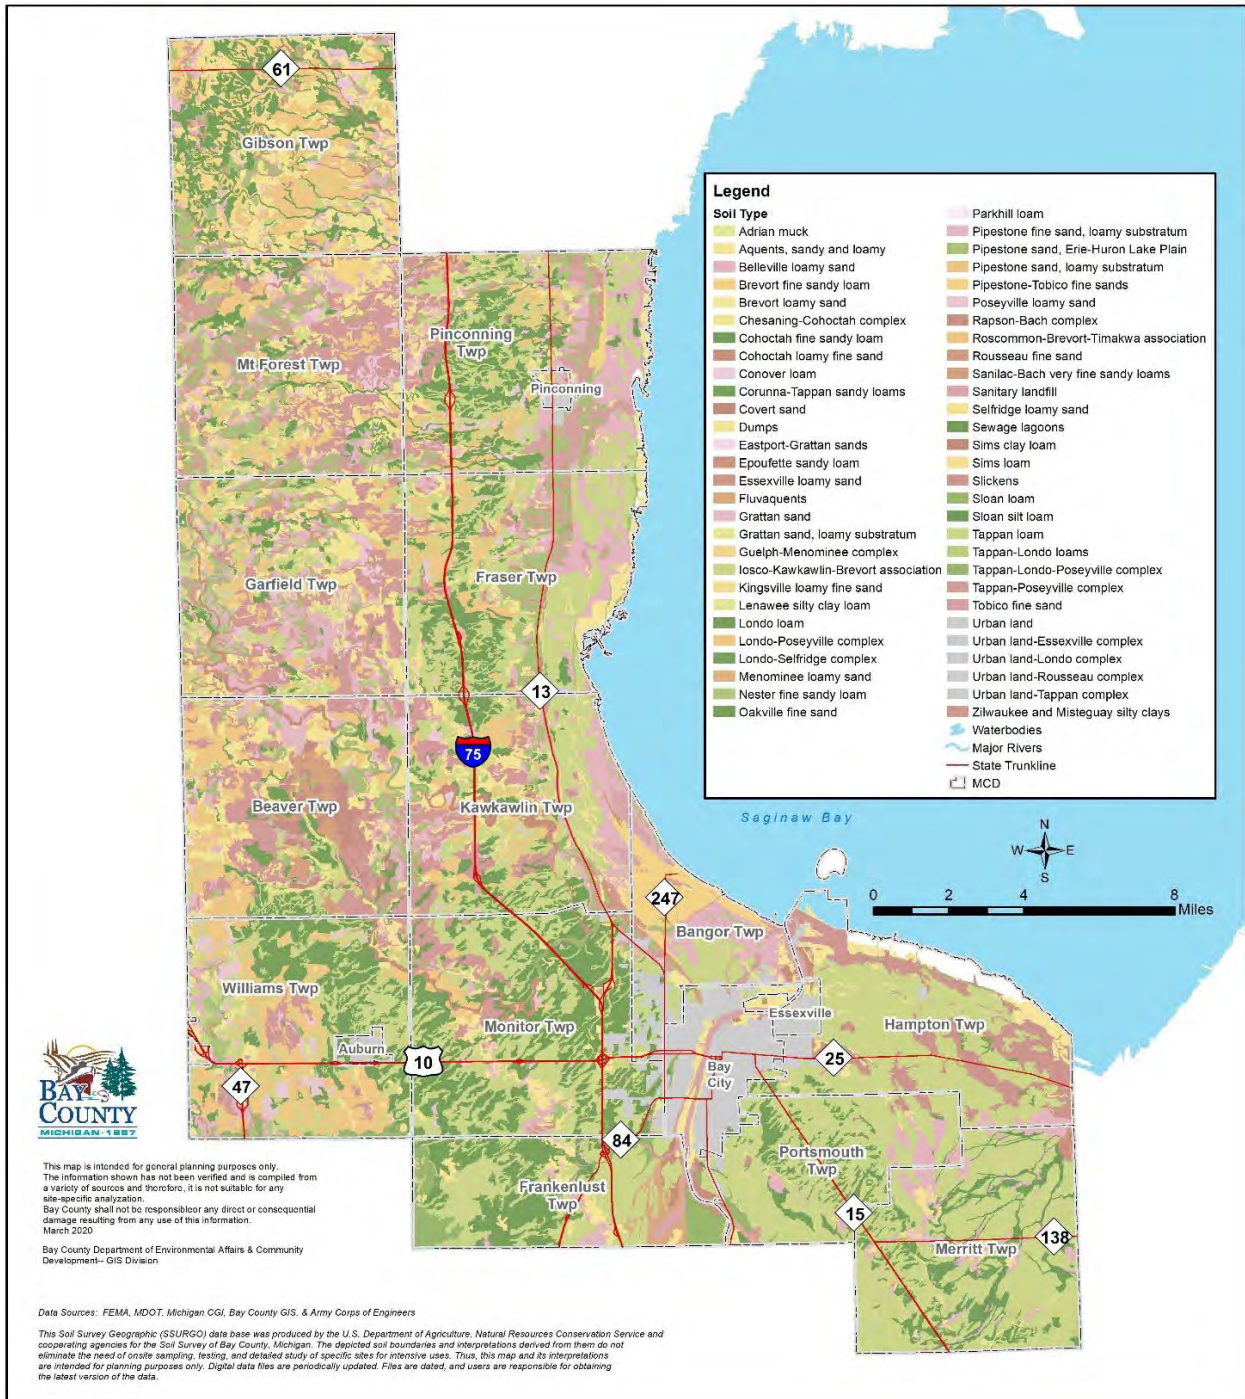 61
Gibson Twp
Legend
Soil Type
Adrian muck
Aquents, sandy and loamy
Belleville loamy sand
Brevort fine sandy loam
Brevort loamy sand
Chesaning-Cohoctah complex
Cohoctah fine sandy loam
Cohoctah loamy fine sand
Conover loam
Corunna-Tappan sandy loams
Covert sand
Dumps
Eastport-Grattan sands
Epoufette sandy loam
Essexville loamy sand
Fluvaquents
Grattan sand
Grattan sand, loamy substratum
Guelph-Menominee complex
Iosco-Kawkawlin-Brevort association
Kingsville loamy fine sand
Lenawee silty clay loam
Londo loam
Londo-Poseyville complex
Londo-Selfridge complex
Menominee loamy sand
Nester fine sandy loam
Oakville fine sand
Parkhill loam
Pipestone fine sand, loamy substratum
Pipestone sand, Erie-Huron Lake Plain
Pipestone sand, loamy substratum
Pipestone-Tobico fine sands
Poseyville loamy sand
Rapson-Bach complex
Roscommon-Brevort-Timakwa association
Rousseau fine sand
Sanilac-Bach very fine sandy loams
Sanitary landfill
Selfridge loamy sand
Sewage lagoons
Sims clay loam
Sims loam
Slickens
Sloan loam
Sloan silt loam
Tappan loam
Tappan-Londo loams
Tappan-Londo-Poseyville complex
Tappan-Poseyville complex
Tobico fine sand
Urban land
Urban land-Essexville complex
Urban land-Londo complex
Urban land-Rousseau complex
Urban land-Tappan complex
Zilwaukee and Misteguay silty clays
Waterbodies
Major Rivers
State Trunkline
MCD
Pinconning
Twp
Mt Forest Twp
Pinconning
Garfield Twp
Fraser Twp
13
75
Beaver Twp
Kawkawlin Twp
Saginaw Bay
N
W
E
S
0
2
4
8
Miles
247
Bangor Twp
Williams Twp
Monitor Twp
Essexville
Hampton Twp
Auburn
10
Bay
City
25
47
BAY
COUNTY
MICHIGAN-1857
84
Portsmouth
Twp
Frankenlust
Twp
15
Merritt Twp
138
This map is intended for general planning purposes only.
The information shown has not been verified and is compiled from
a variety of sources and therefore, it is not suitable for any
site-specific analyzation.
Bay County shall not be responsibleor any direct or consequential
damage resulting from any use of this information.
March 2020
Bay County Department of Environmental Affairs & Community
Development-- GIS Division
Data Sources: FEMA, MDOT, Michigan CGI, Bay County GIS, & Army Corps of Engineers
This Soil Survey Geographic (SSURGO) data base was produced by the U.S. Department of Agriculture, Natural Resources Conservation Service and
cooperating agencies for the Soil Survey of Bay County, Michigan. The depicted soil boundaries and interpretations derived from them do not
eliminate the need of onsite sampling, testing, and detailed study of specific sites for intensive uses. Thus, this map and its interpretations
are intended for planning purposes only. Digital data files are periodically updated. Files are dated, and users are responsible for obtaining
the latest version of the data.